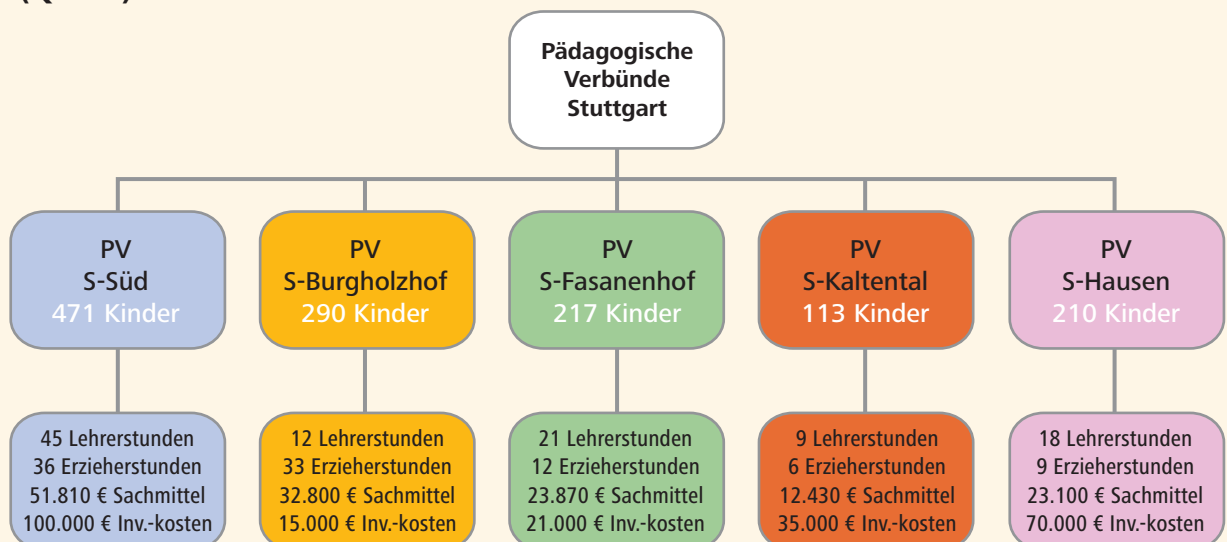 Pädagogische
Verbünde
Stuttgart
PV
S-Süd
471 Kinder
PV
S-Burgholzhof
290 Kinder
PV
S-Fasanenhof
217 Kinder
PV
S-Kaltental
113 Kinder
PV
S-Hausen
210 Kinder
45 Lehrerstunden
36 Erzieherstunden
51.810 € Sachmittel
100.000 € Inv.-kosten
12 Lehrerstunden
33 Erzieherstunden
32.800 € Sachmittel
15.000 € Inv.-kosten
21 Lehrerstunden
12 Erzieherstunden
23.870 € Sachmittel
21.000 € Inv.-kosten
9 Lehrerstunden
6 Erzieherstunden
12.430 € Sachmittel
35.000 € Inv.-kosten
18 Lehrerstunden
9 Erzieherstunden
23.100 € Sachmittel
70.000 € Inv.-kosten